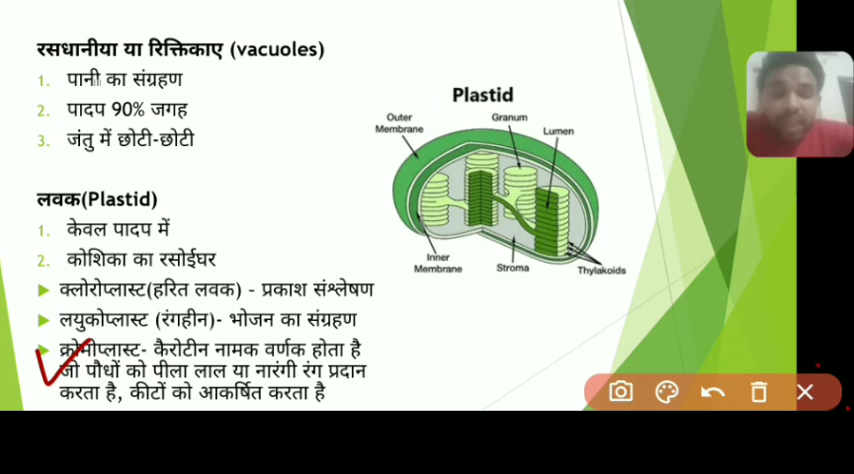 रसधानीया या रिक्तिकाए (vacuoles)
1. पानी का संग्रहण
2. पादप 90% जगह
3. जंतु में छोटी-छोटी
लवक(Plastid)
1. केवल पादप में
2. कोशिका का रसोईघर
क्लोरोप्लास्ट(हरित लवक) - प्रकाश संश्लेषण
लयुकोप्लास्ट (रंगहीन)- भोजन का संग्रहण
क्रोमोप्लास्ट- कैरोटीन नामक वर्णक होता है
जो पौधों को पीला लाल या नारंगी रंग प्रदान
करता है, कीटों को आकर्षित करता है
Plastid
Outer
Membrane
Granum
Lumen
Inner
Membrane
Stroma
Thylakoids